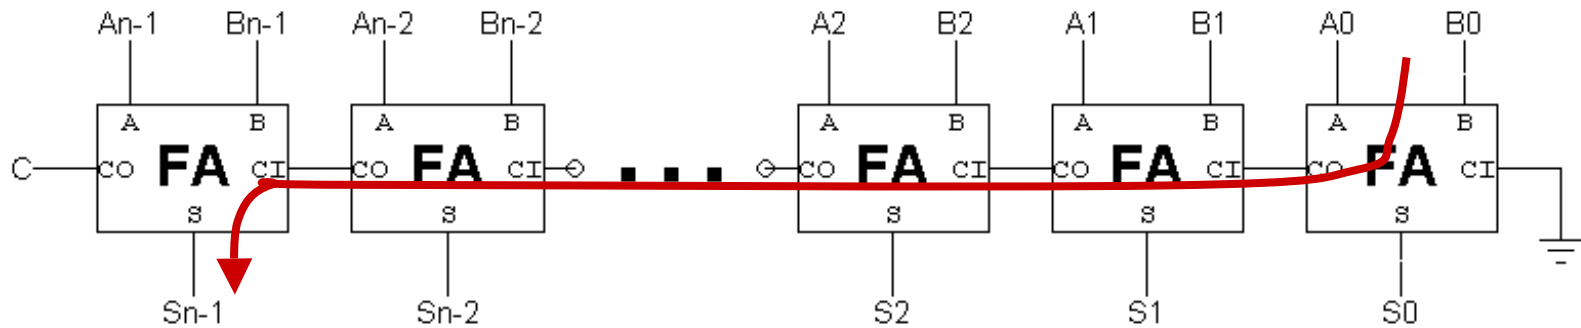 An-1 Bn-1 An-2 Bn-2 A2 B2 A1 B1 A0 B0
A B A B A B A B A B
C CO FA CI CO FA CI ... CO FA CI CO FA CI CO FA CI
S S S S S
Sn-1 Sn-2 S2 S1 S0